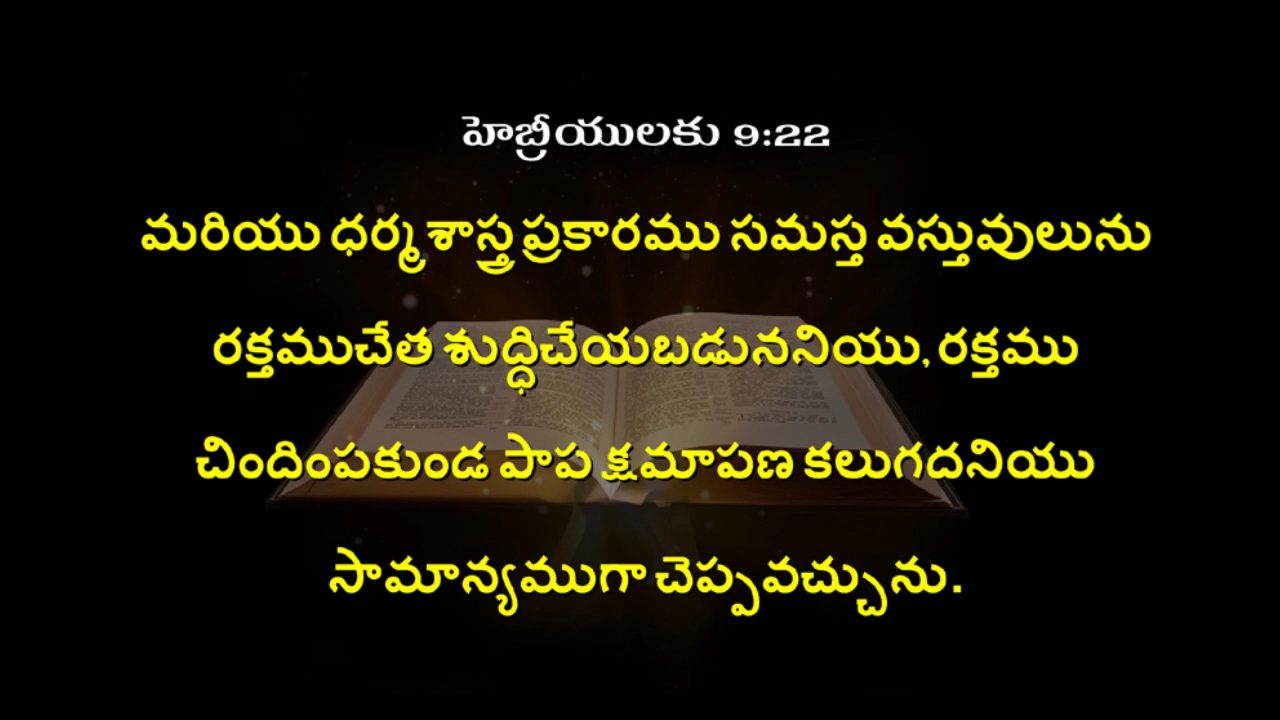 హెబ్రీయులకు 9:22
మరియు ధర్మశాస్త్ర ప్రకారము సమస్త వస్తువులును
రక్తముచేత శుద్ధిచేయబడుననియు, రక్తము
చిందింపకుండ పాప క్షమాపణ కలుగదనియు
సామాన్యముగా చెప్పవచ్చును.